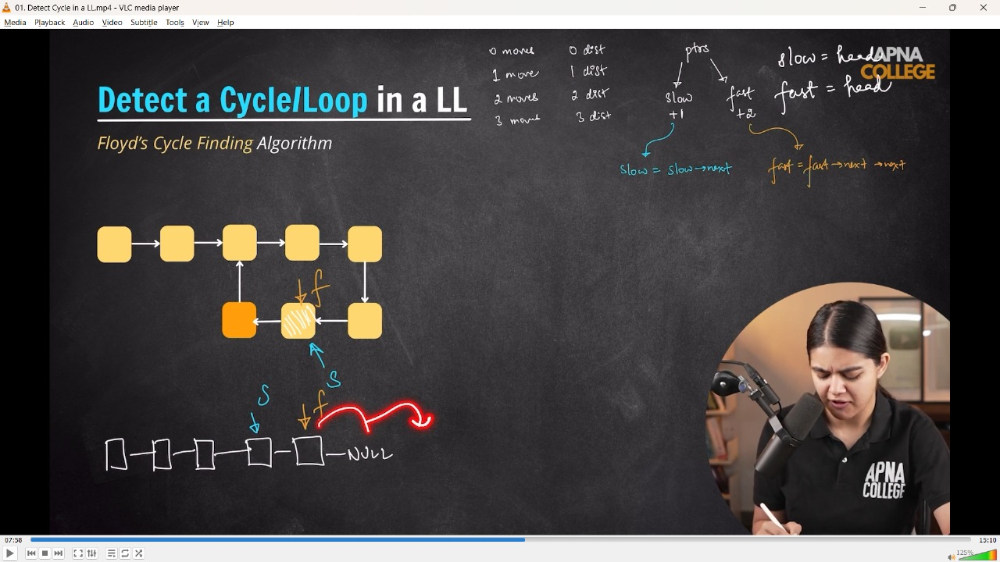 01. Detect Cycle in a LL.mp4 - VLC media player
Media Playback Audio Video Subtitle Tools View Help
0 moves 0 dist
1 move 1 dist
2 moves 2 dist
3 moves 3 dist
ptrs
slow fast
+1 +2
slow = head
fast = head
APNA
COLLEGE
slow = slow→next
fast = fast→next→next
Detect a Cycle/Loop in a LL
Floyd's Cycle Finding Algorithm
f
S
S
f
NULL
APNA
COLLEGE
07:58
15:10
125%